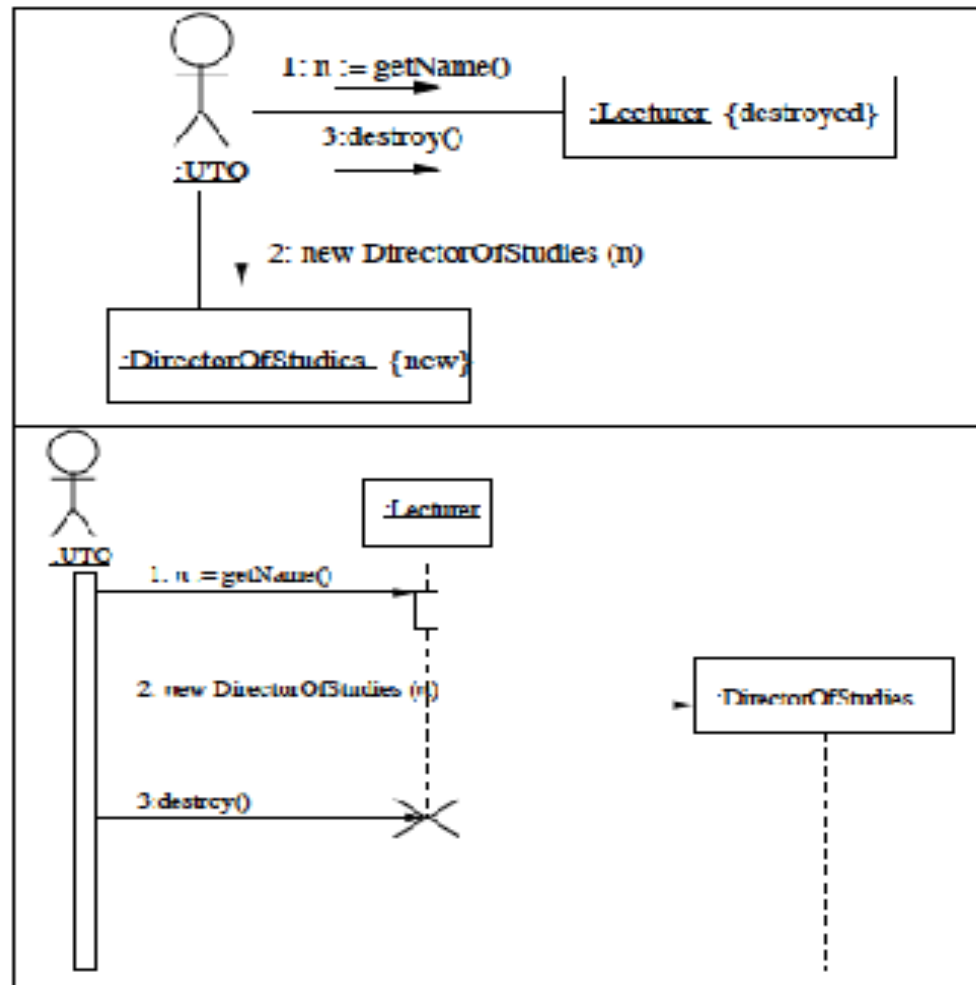 1: n := getName()
:Lecturer {destroyed}
3:destroy()
:UTO
2: new DirectorOfStudies (n)
:DirectorOfStudies {new}
:Lecturer
:UTO
1: n := getName()
2: new DirectorOfStudies (n)
:DirectorOfStudies
3:destroy()